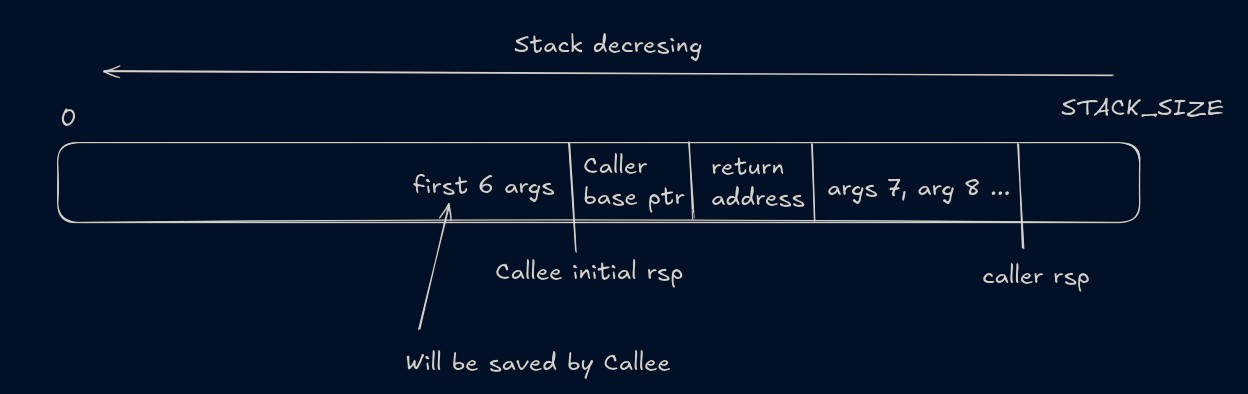 Stack decresing
0
STACK_SIZE
first 6 args
Caller
base ptr
return
address
args 7, arg 8 ...
Callee initial rsp
caller rsp
Will be saved by Callee